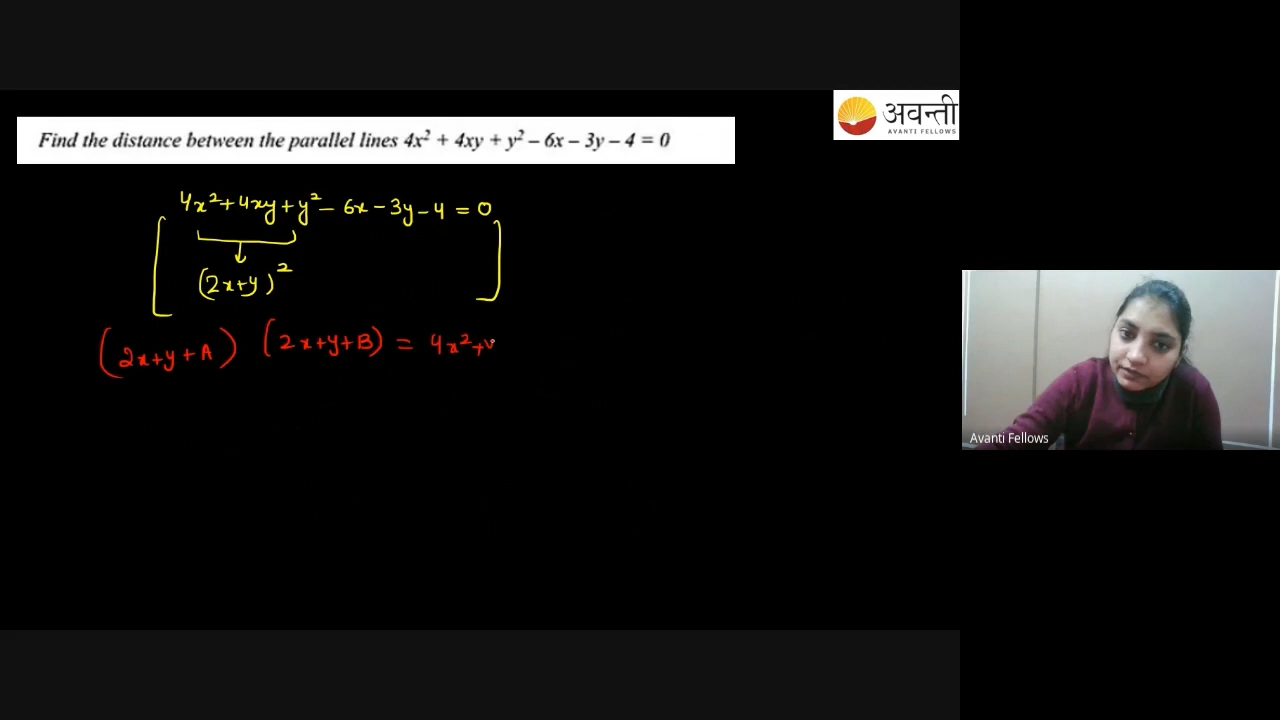 अवन्ती
AVANTI FELLOWS
Find the distance between the parallel lines 4x² + 4xy + y² – 6x – 3y – 4 = 0
4x²+4xy+y² – 6x – 3y – 4 = 0
(2x+y)²
(2x+y+A) (2x+y+B) = 4x²+
Avanti Fellows